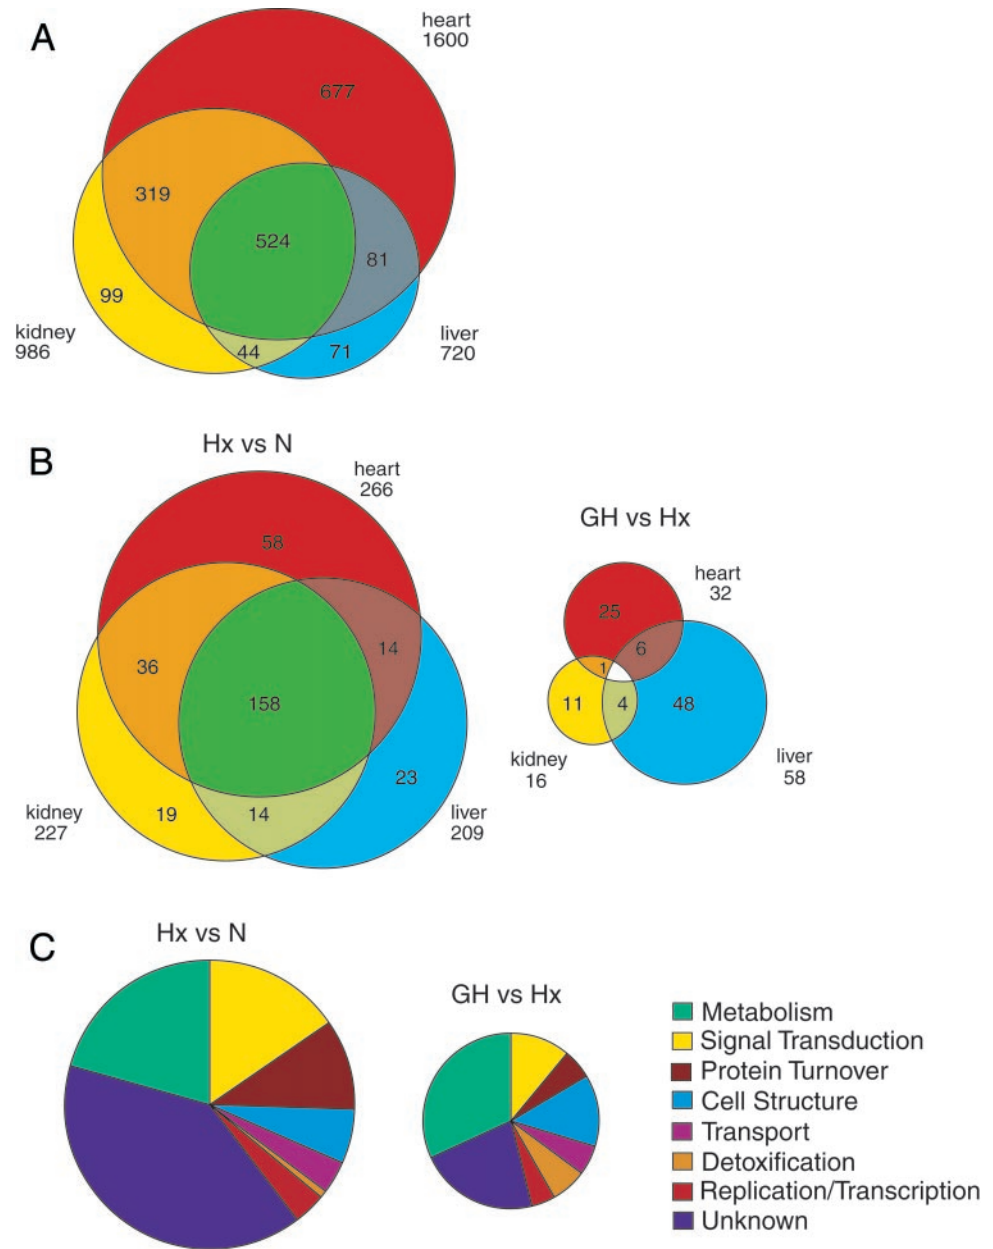 A
heart
1600
677
319
524
81
99
kidney
986
44
71
liver
720
B
Hx vs N
heart
266
58
36
14
158
23
kidney
227
19
14
liver
209
GH vs Hx
heart
32
25
6
1
11
4
48
kidney
16
liver
58
C
Hx vs N
GH vs Hx
Metabolism
Signal Transduction
Protein Turnover
Cell Structure
Transport
Detoxification
Replication/Transcription
Unknown